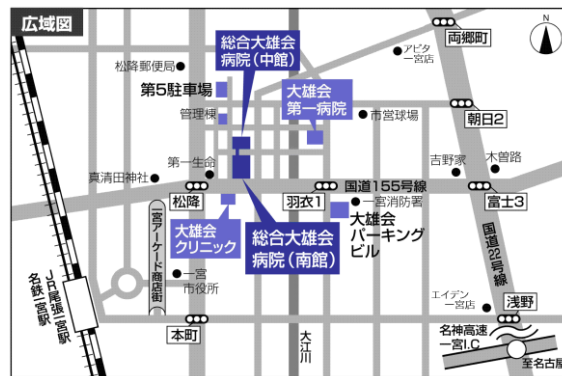 広域図
N
両郷町
アピタ
一宮店
総合大雄会
病院(中館)
松降郵便局
第5駐車場
大雄会
第一病院
管理棟
市営球場
朝日2
真清田神社
第一生命
吉野家
木曽路
松降
羽衣1
国道155号線
富士3
一宮消防署
大雄会
クリニック
総合大雄会
病院(南館)
大雄会
パーキング
ビル
国道22号線
一宮アーケード商店街
一宮
市役所
JR尾張一宮駅
名鉄一宮駅
エイデン
一宮店
浅野
本町
大江川
名神高速
一宮I.C
至名古屋